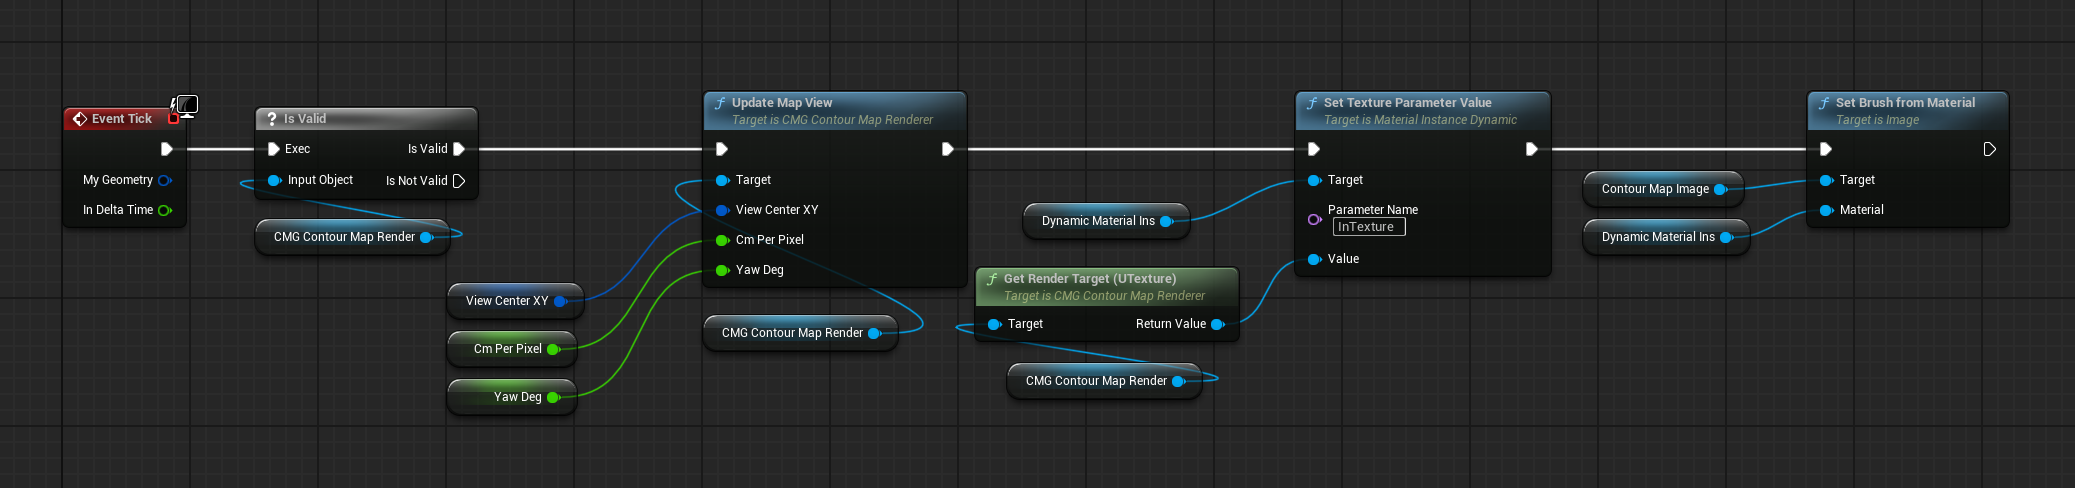 Event Tick
My Geometry
In Delta Time
Is Valid
Exec
Is Valid
Input Object
Is Not Valid
CMG Contour Map Render
View Center XY
Cm Per Pixel
Yaw Deg
Update Map View
Target is CMG Contour Map Renderer
Target
View Center XY
Cm Per Pixel
Yaw Deg
CMG Contour Map Render
Dynamic Material Ins
Get Render Target (UTexture)
Target is CMG Contour Map Renderer
Target
Return Value
CMG Contour Map Render
Set Texture Parameter Value
Target is Material Instance Dynamic
Target
Parameter Name
InTexture
Value
Contour Map Image
Dynamic Material Ins
Set Brush from Material
Target is Image
Target
Material